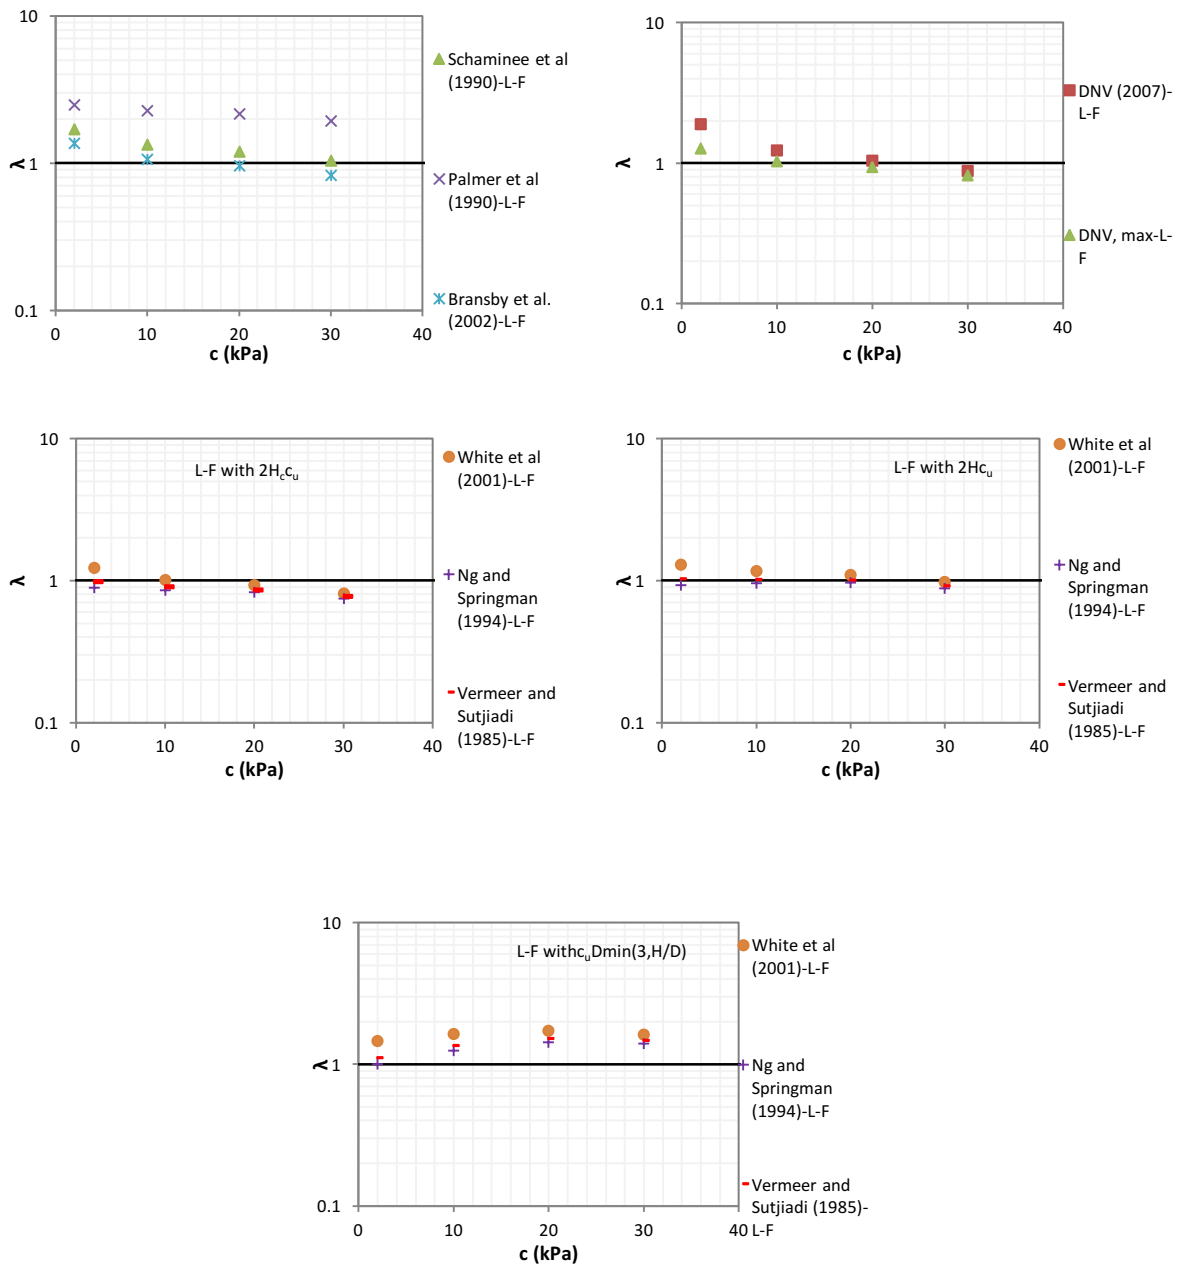 10
1
0.1
λ
0
10
20
30
40
c (kPa)
Schaminee et al
(1990)-L-F
Palmer et al
(1990)-L-F
Bransby et al.
(2002)-L-F
10
1
0.1
λ
0
10
20
30
40
c (kPa)
DNV (2007)-
L-F
DNV, max-L-
F
10
1
0.1
λ
L-F with 2H_cc_u
0
10
20
30
40
c (kPa)
White et al
(2001)-L-F
Ng and
Springman
(1994)-L-F
Vermeer and
Sutjiadi
(1985)-L-F
10
1
0.1
λ
L-F with 2Hc_u
0
10
20
30
40
c (kPa)
White et al
(2001)-L-F
Ng and
Springman
(1994)-L-F
Vermeer and
Sutjiadi
(1985)-L-F
10
1
0.1
λ
L-F withc_uDmin(3,H/D)
0
10
20
30
40
c (kPa)
White et al
(2001)-L-F
Ng and
Springman
(1994)-L-F
Vermeer and
Sutjiadi (1985)-
L-F